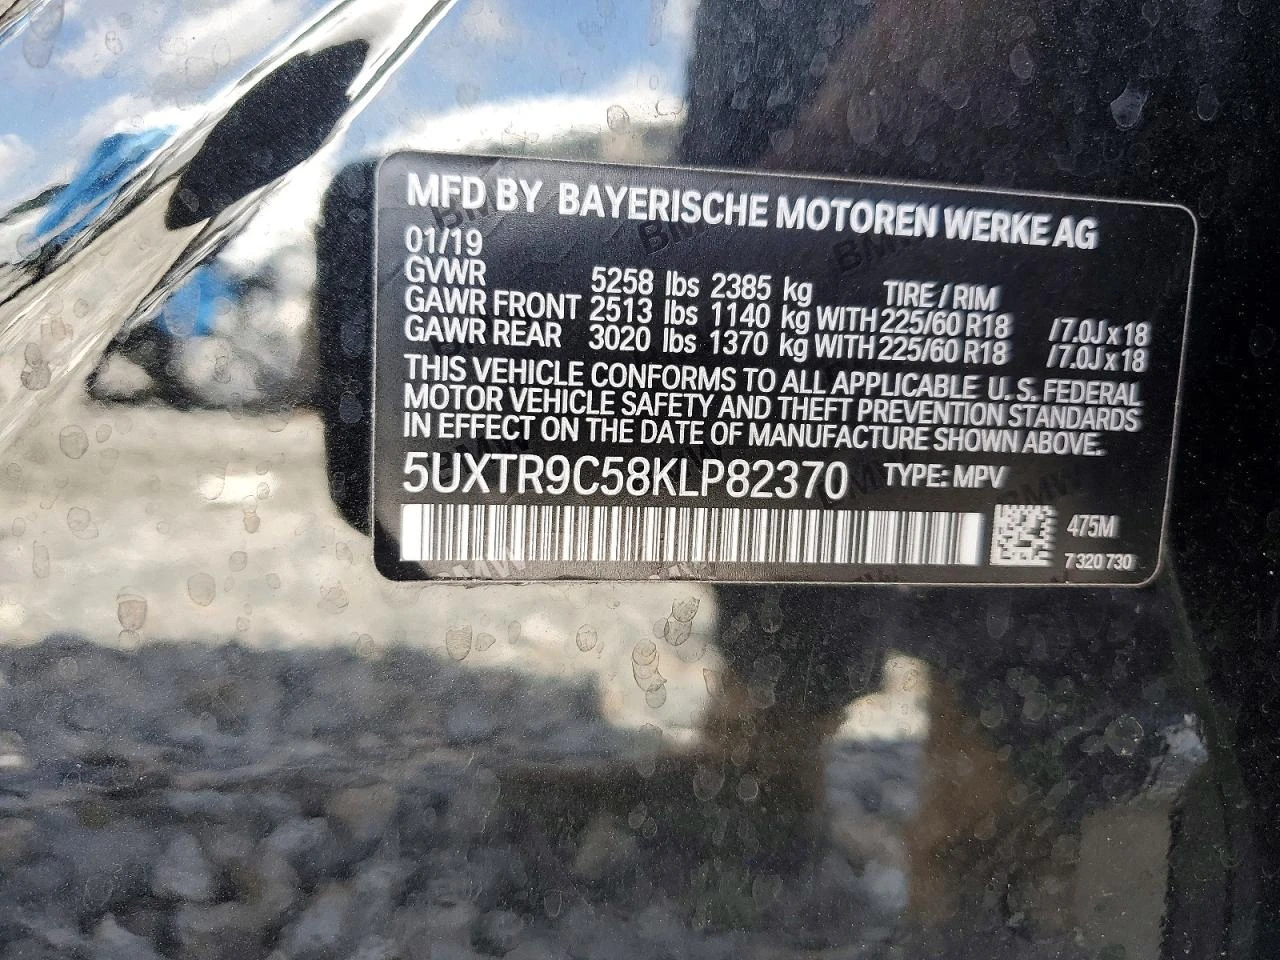 MFD BY BAYERISCHE MOTOREN WERKE AG
01/19
GVWR 5258 lbs 2385 kg TIRE / RIM
GAWR FRONT 2513 lbs 1140 kg WITH 225/60 R18 /7.0J x 18
GAWR REAR 3020 lbs 1370 kg WITH 225/60 R18 /7.0J x 18
THIS VEHICLE CONFORMS TO ALL APPLICABLE U.S. FEDERAL
MOTOR VEHICLE SAFETY AND THEFT PREVENTION STANDARDS
IN EFFECT ON THE DATE OF MANUFACTURE SHOWN ABOVE.
5UXTR9C58KLP82370 TYPE: MPV
475M
7 320 730